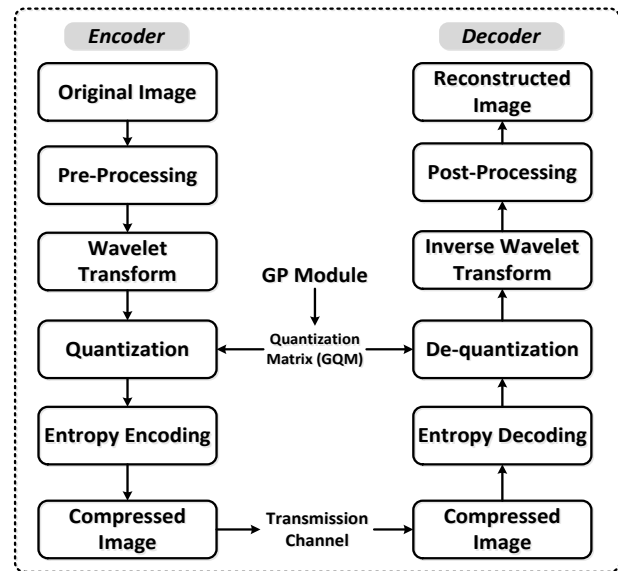 Encoder
Original Image
Pre-Processing
Wavelet
Transform
Quantization
Entropy Encoding
Compressed
Image
GP Module
Quantization
Matrix (GQM)
Transmission
Channel
Decoder
Reconstructed
Image
Post-Processing
Inverse Wavelet
Transform
De-quantization
Entropy Decoding
Compressed
Image